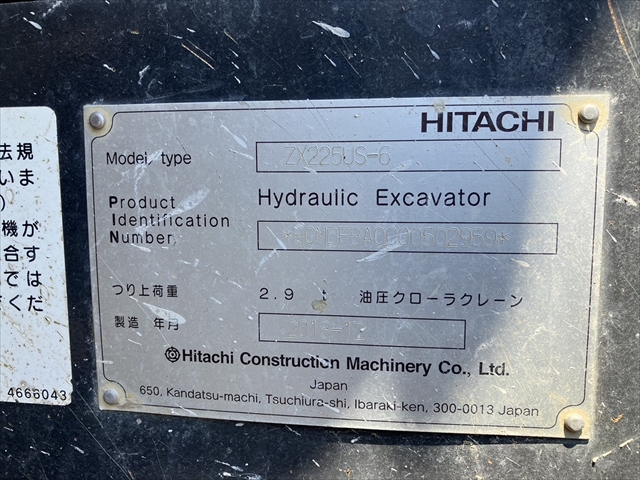 法規
いま
)
機が
合す
では
くだ
4666043
HITACHI
Model type ZX225US-6
Product Hydraulic Excavator
Identification
Number
つり上荷重 2.9 t 油圧クローラクレーン
製造 年月
Hitachi Construction Machinery Co., Ltd.
Japan
650, Kandatsu-machi, Tsuchiura-shi, Ibaraki-ken, 300-0013 Japan